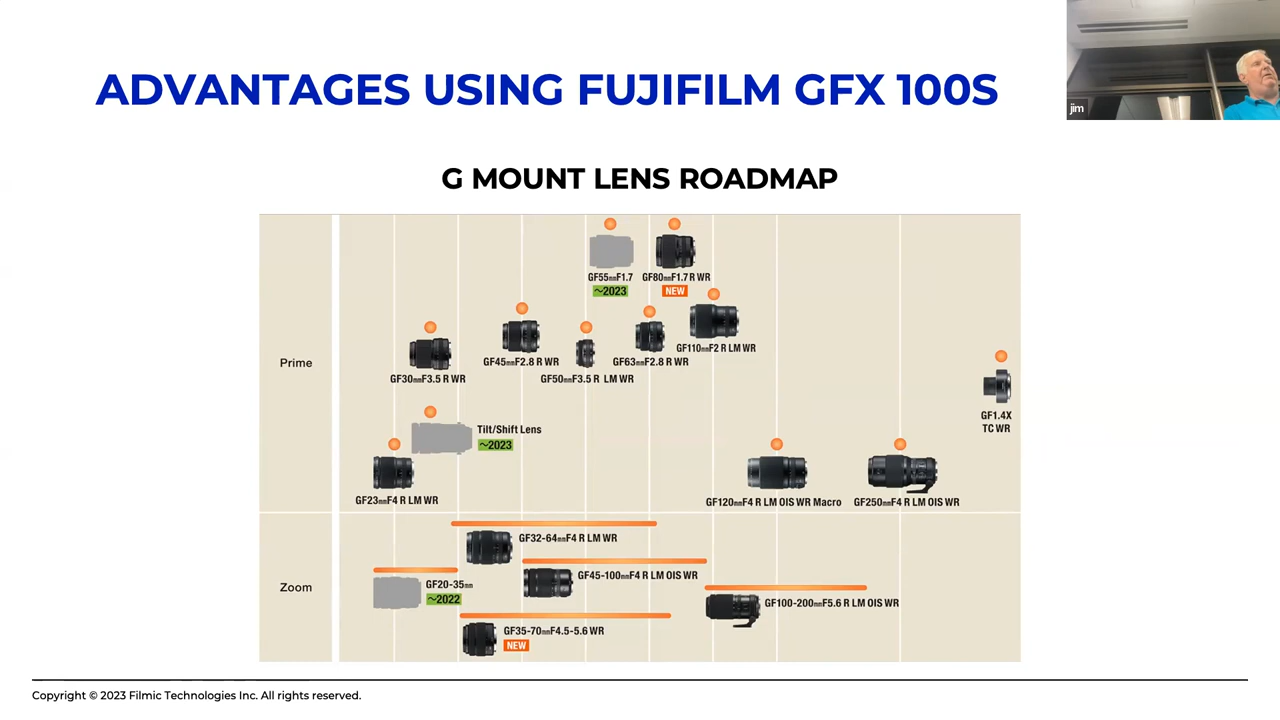 ADVANTAGES USING FUJIFILM GFX 100S
jim
G MOUNT LENS ROADMAP
Prime
GF55mmF1.7
~2023
GF80mmF1.7 R WR
NEW
GF110mmF2 R LM WR
GF45mmF2.8 R WR
GF63mmF2.8 R WR
GF30mmF3.5 R WR
GF50mmF3.5 R LM WR
GF1.4X
TC WR
Tilt/Shift Lens
~2023
GF23mmF4 R LM WR
GF120mmF4 R LM OIS WR Macro
GF250mmF4 R LM OIS WR
Zoom
GF32-64mmF4 R LM WR
GF45-100mmF4 R LM OIS WR
GF20-35mm
~2022
GF100-200mmF5.6 R LM OIS WR
GF35-70mmF4.5-5.6 WR
NEW
Copyright © 2023 Filmic Technologies Inc. All rights reserved.